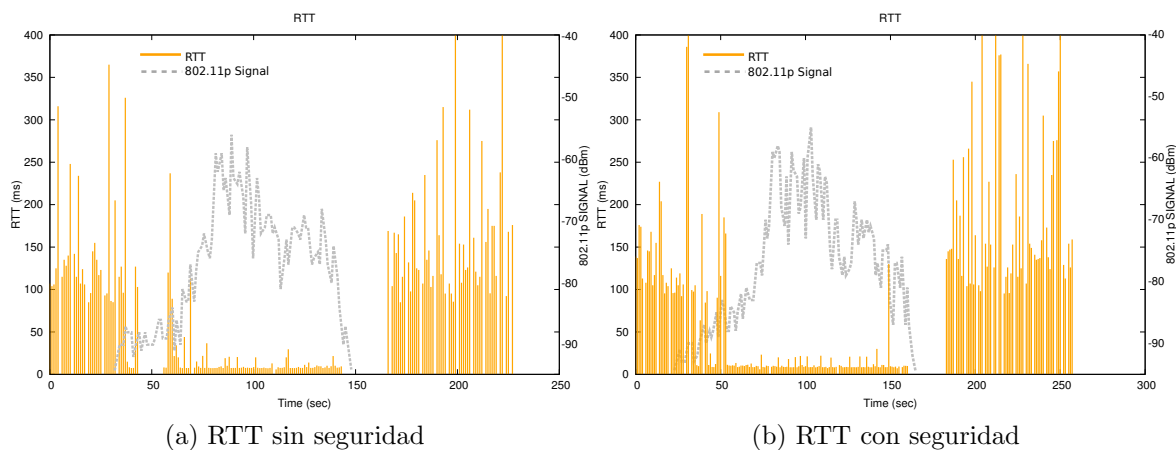 RTT
400
350
300
250
200
150
100
50
0
RTT (ms)
-40
-50
-60
-70
-80
-90
802.11p SIGNAL (dBm)
RTT
802.11p Signal
0 50 100 150 200 250
Time (sec)
(a) RTT sin seguridad
RTT
400
350
300
250
200
150
100
50
0
RTT (ms)
-40
-50
-60
-70
-80
-90
802.11p SIGNAL (dBm)
RTT
802.11p Signal
0 50 100 150 200 250 300
Time (sec)
(b) RTT con seguridad